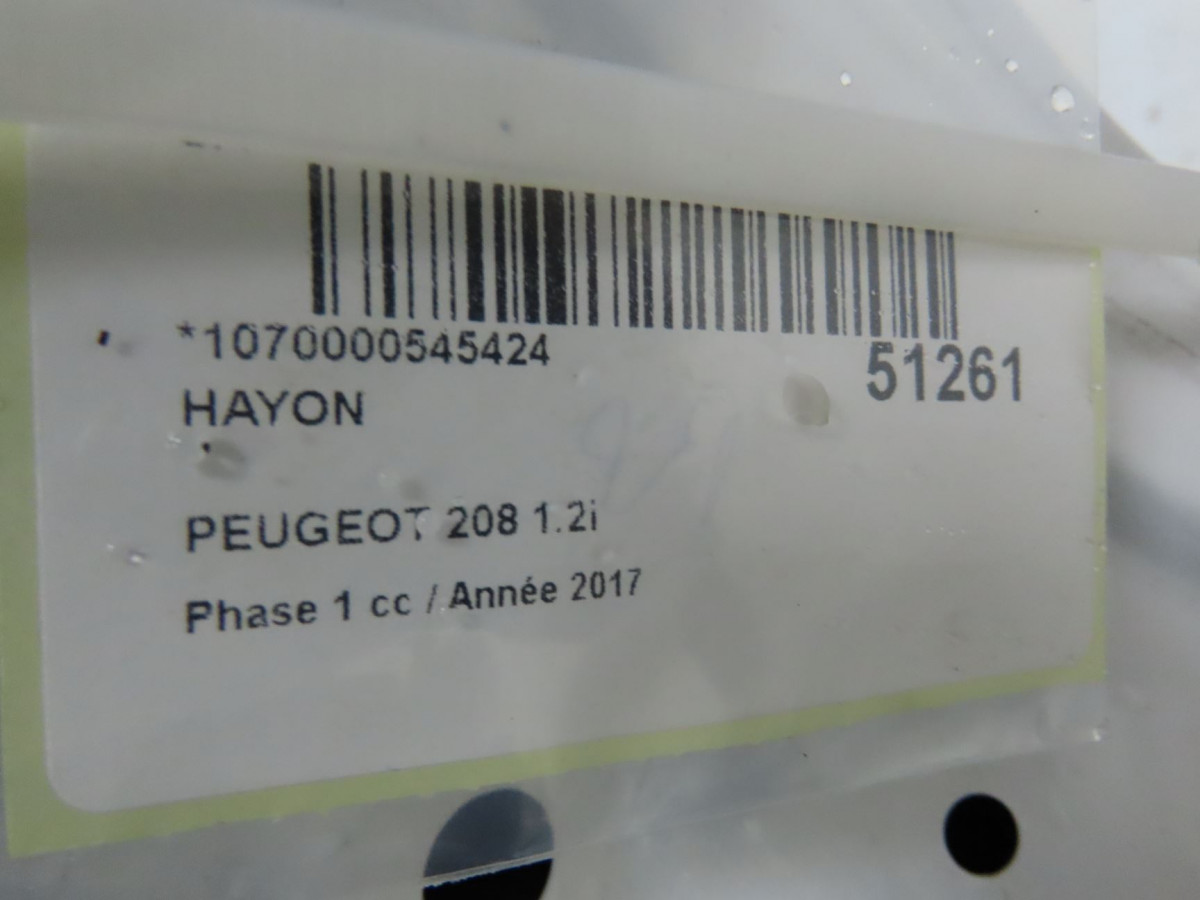 *1070000545424
51261
HAYON
PEUGEOT 208 1.2i
Phase 1 cc / Année 2017